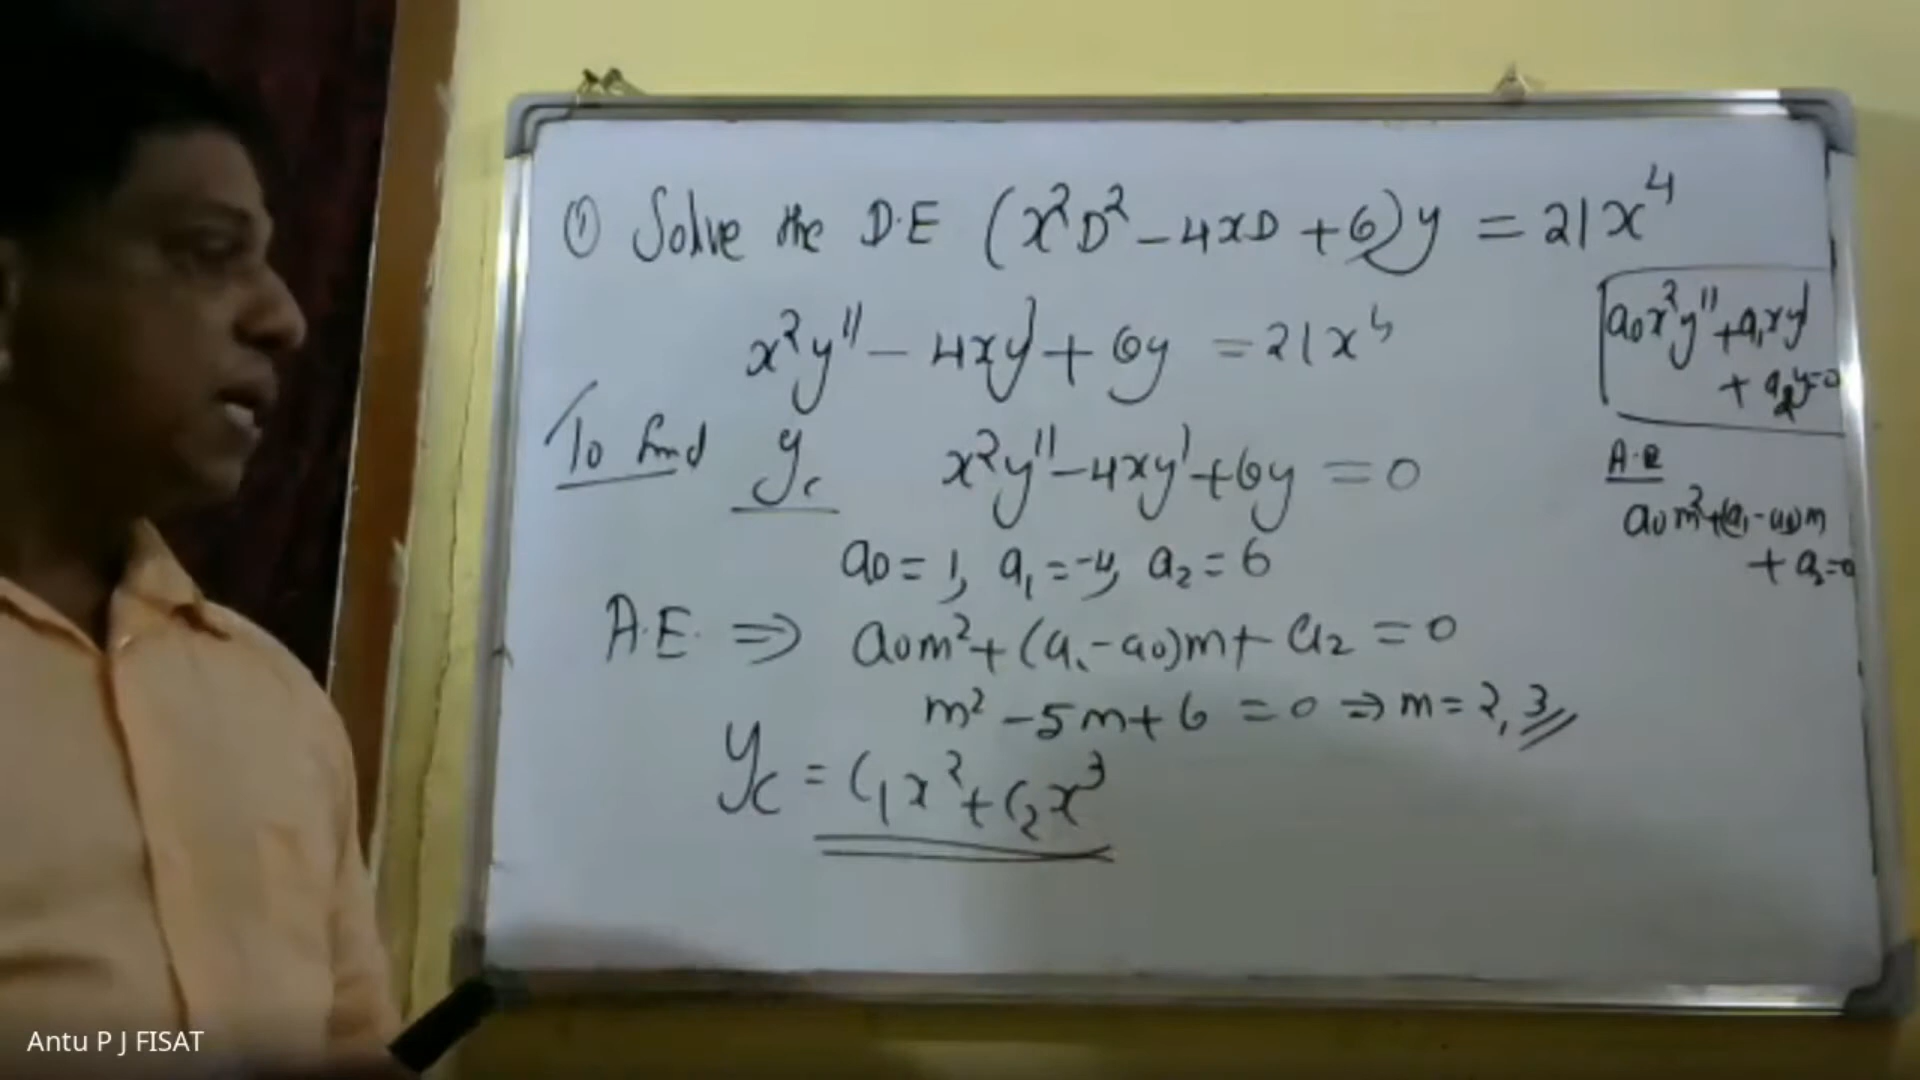 ① Solve the D.E (x²D² - 4xD + 6)y = 21x⁴
x²y'' - 4xy' + 6y = 21x⁴
a₀x²y'' + a₁xy'
+ a₂y = 0
To find y_c x²y'' - 4xy' + 6y = 0
A.E
a₀m² + (a₁ - a₀)m
+ a₂ = 0
a₀ = 1, a₁ = -4, a₂ = 6
A.E. ⇒ a₀m² + (a₁ - a₀)m + a₂ = 0
m² - 5m + 6 = 0 ⇒ m = 2, 3
y_c = C₁x² + C₂x³
Antu P J FISAT